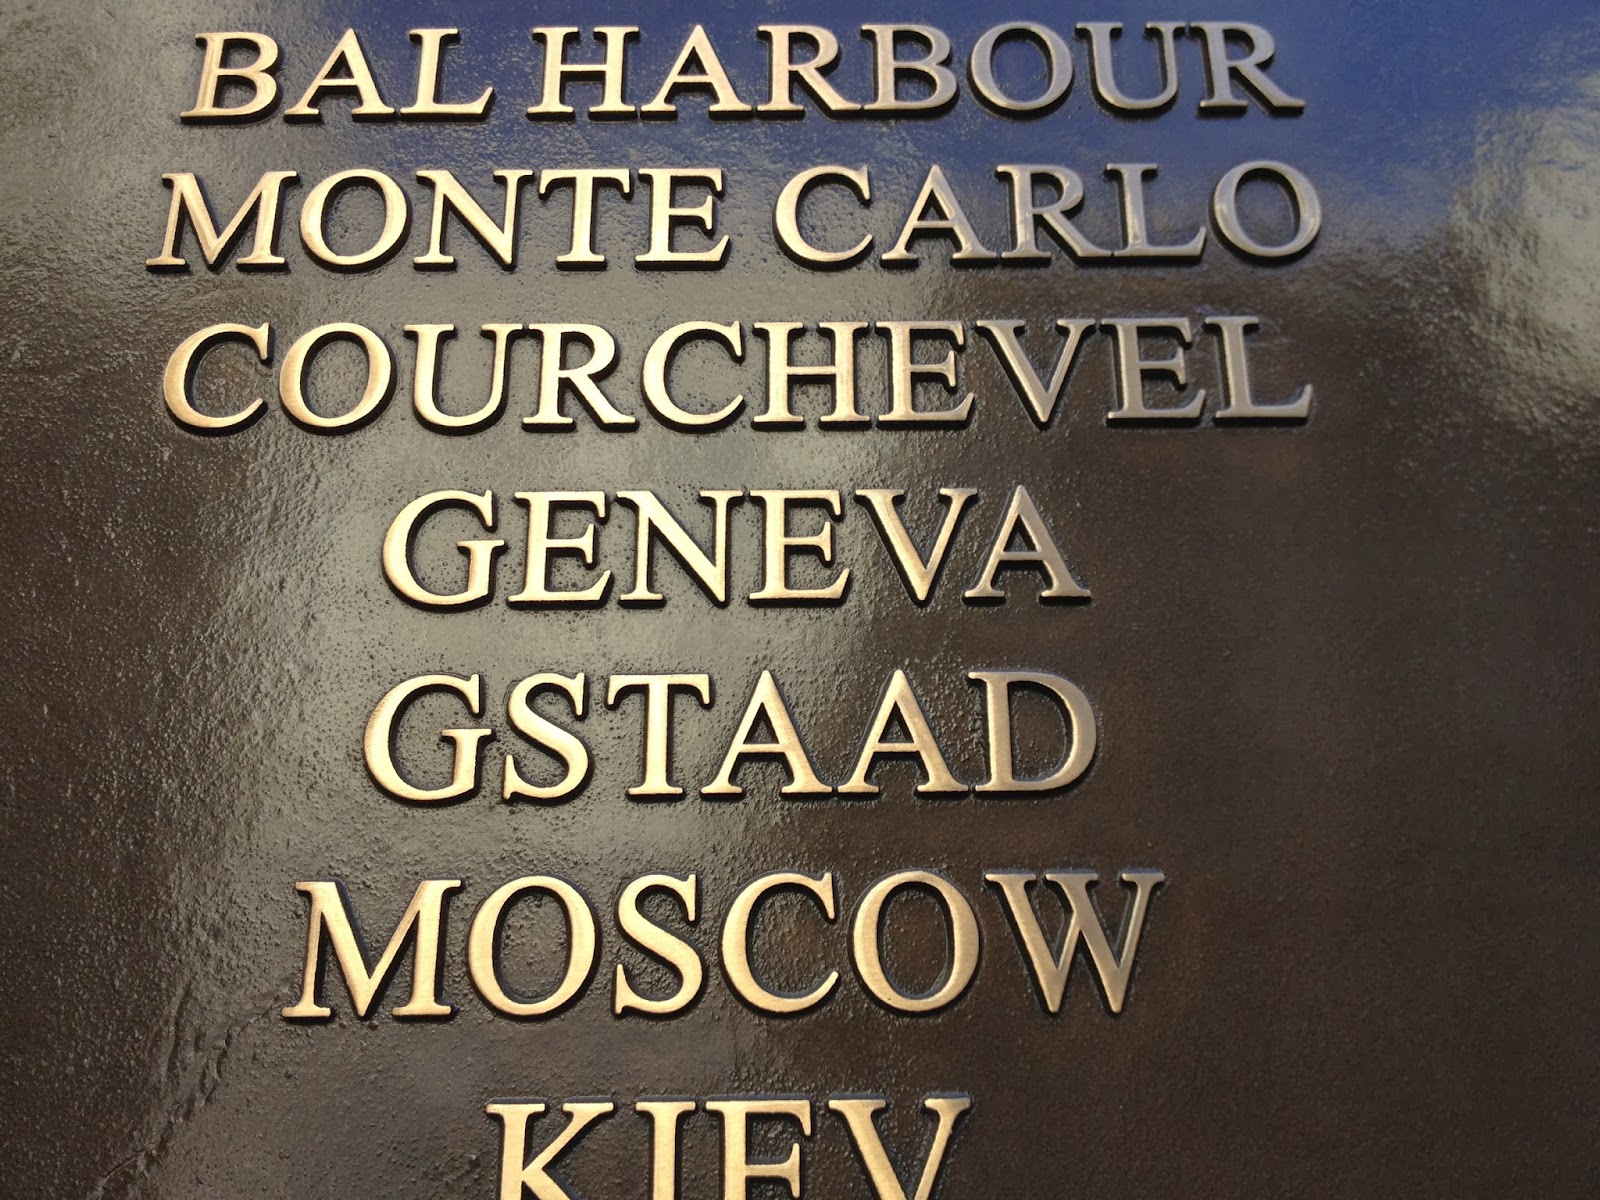 BAL HARBOUR
MONTE CARLO
COURCHEVEL
GENEVA
GSTAAD
MOSCOW
KIEV